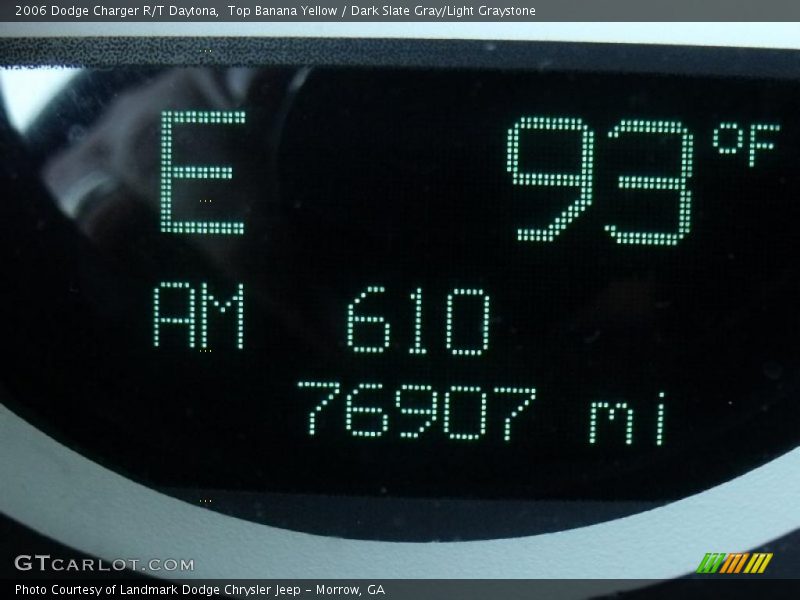 2006 Dodge Charger R/T Daytona,  Top Banana Yellow / Dark Slate Gray/Light Graystone
E 93 °F
AM 610
76907 mi
GTCARLOT.COM
Photo Courtesy of Landmark Dodge Chrysler Jeep - Morrow, GA